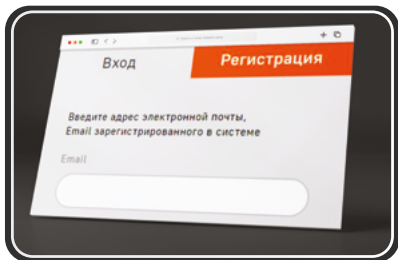 Вход
Регистрация
Введите адрес электронной почты,
Email зарегистрированного в системе
Email